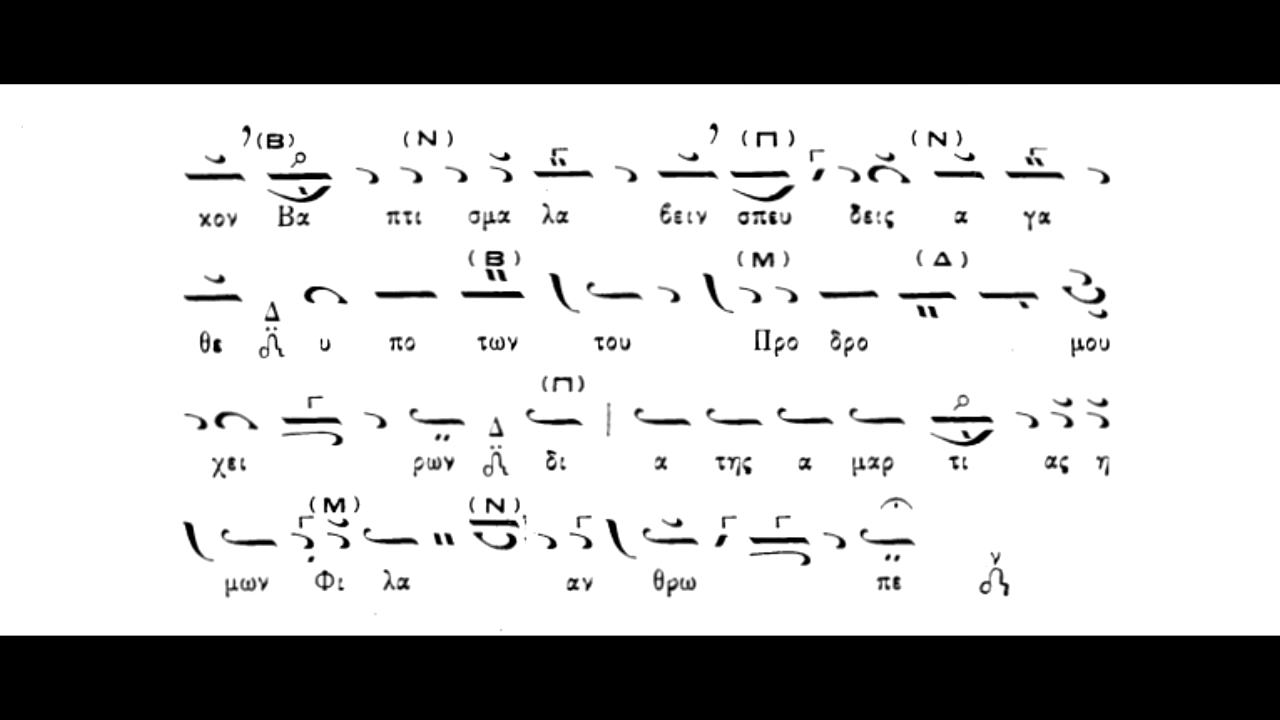 (Β) (Ν) (Π) (Ν)
χον Βα πτι σμα λα βειν σπευ δεις α γα
(Β) (Μ) (Δ)
θε Δ υ πο των του Προ δρο μου
(Π)
χει ρων Δ δι α της α μαρ τι ας η
(Μ) (Ν)
μων Φι λα αν θρω πε ν